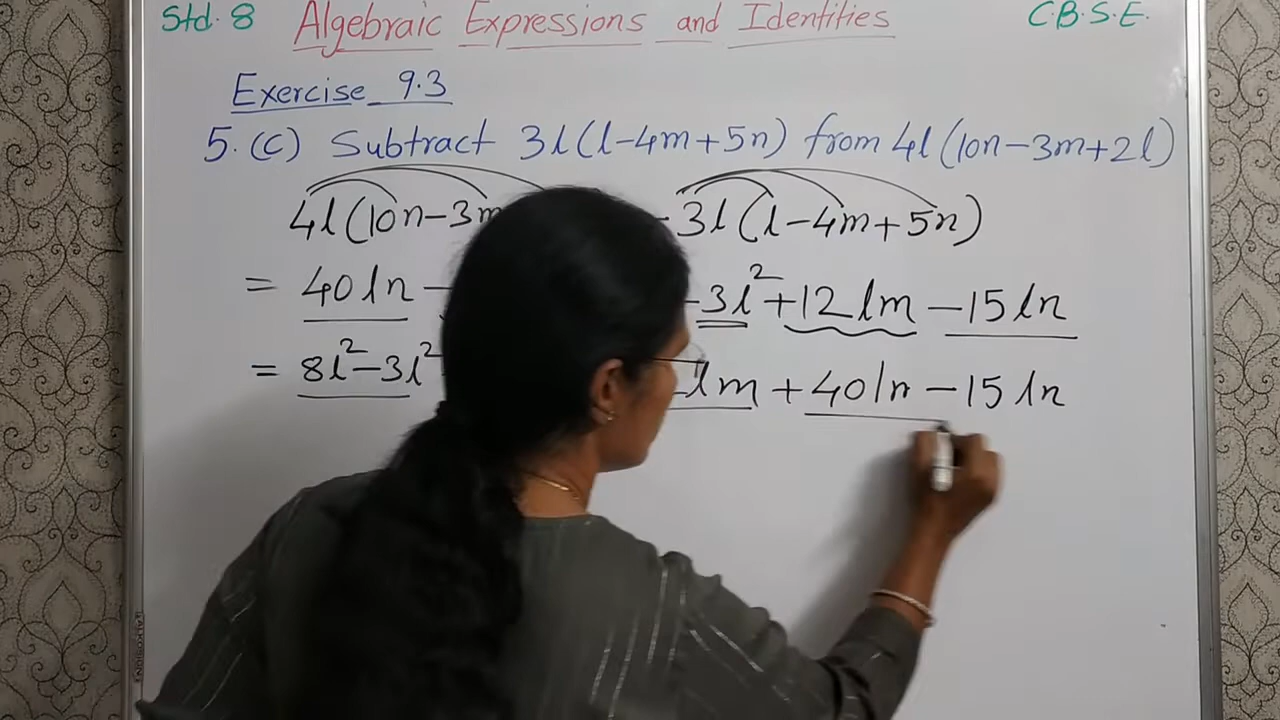 Std. 8 Algebraic Expressions and Identities C.B.S.E.
Exercise 9.3
5. (C) Subtract 3l(l-4m+5n) from 4l(10n-3m+2l)
4l(10n-3m -3l(l-4m+5n)
= 40ln - -3l²+12lm-15ln
= 8l²-3l² lm+40ln-15ln